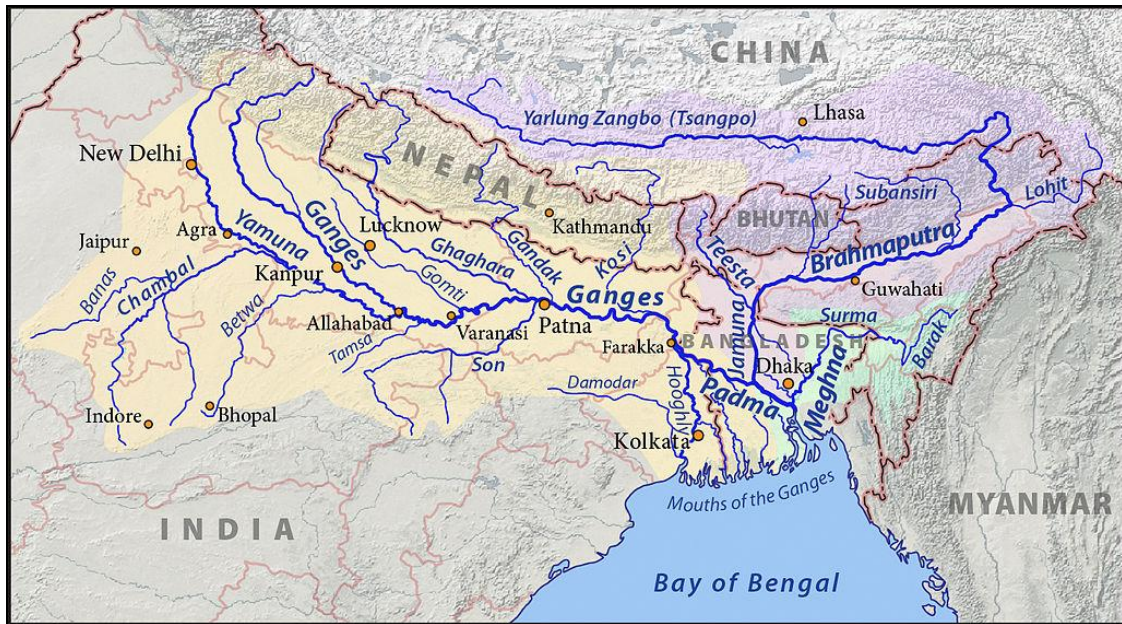 CHINA
Yarlung Zangbo (Tsangpo)
Lhasa
New Delhi
NEPAL
Subansiri
Lohit
BHUTAN
Kathmandu
Jaipur
Agra
Yamuna
Ganges
Lucknow
Ghaghara
Gandak
Kosi
Teesta
Brahmaputra
Guwahati
Banas
Chambal
Kanpur
Gomti
Betwa
Ganges
Jamuna
Surma
Barak
Allahabad
Varanasi
Patna
Farakka
BANGLADESH
Tamsa
Son
Dhaka
Meghna
Damodar
Hooghly
Padma
Indore
Bhopal
Kolkata
Mouths of the Ganges
INDIA
MYANMAR
Bay of Bengal